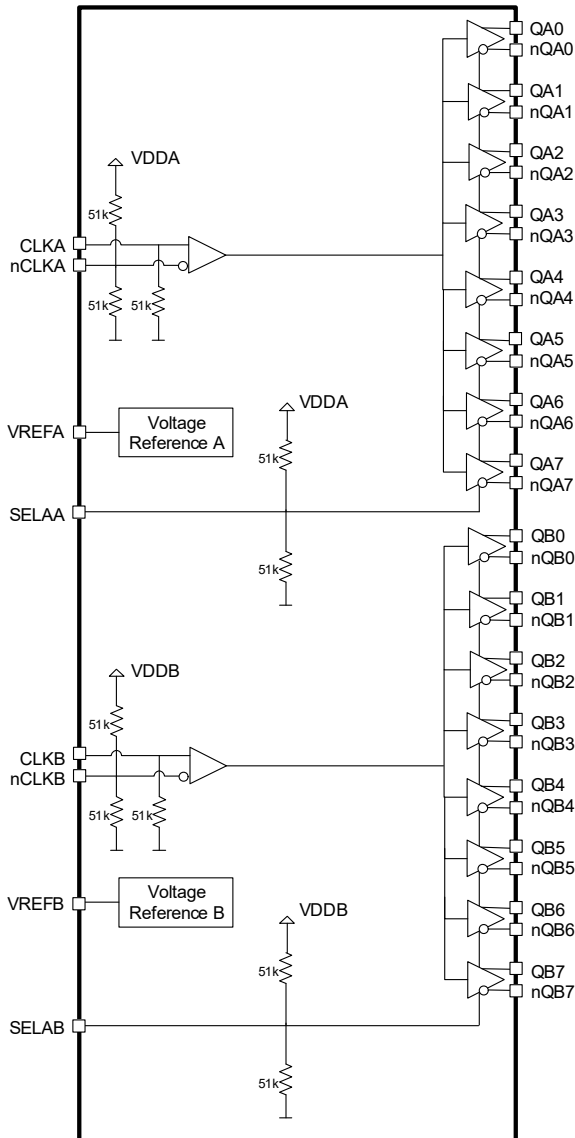 QA0
nQA0
QA1
nQA1
QA2
nQA2
VDDA
51k
QA3
nQA3
CLKA
nCLKA
51k
51k
QA4
nQA4
QA5
nQA5
VDDA
QA6
nQA6
VREFA
Voltage
Reference A
51k
QA7
nQA7
SELAA
QB0
nQB0
51k
QB1
nQB1
VDDB
QB2
nQB2
51k
QB3
nQB3
CLKB
nCLKB
QB4
nQB4
51k
51k
QB5
nQB5
VREFB
Voltage
Reference B
VDDB
QB6
nQB6
51k
QB7
nQB7
SELAB
51k